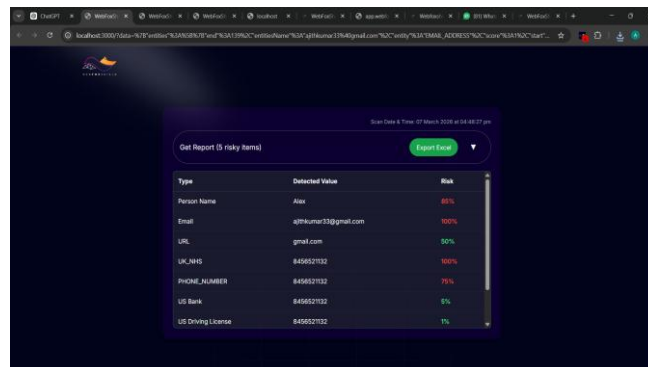 ChatGPT
localhost
localhost:3000/?data=%7B"entities"%3A%5B%7B"end"%3A139%2C"entitiesName"%3A"ajithkumar33%40gmail.com"%2C"entity"%3A"EMAIL_ADDRESS"%2C"score"%3A1%2C"start"...
Scan Date & Time: 07 March 2026 at 04:48:27 pm
Get Report (5 risky items)
Export Excel
Type Detected Value Risk
Person Name Alex 85%
Email ajithkumar33@gmail.com 100%
URL gmail.com 50%
UK_NHS 8456521132 100%
PHONE_NUMBER 8456521132 75%
US Bank 8456521132 5%
US Driving License 8456521132 1%